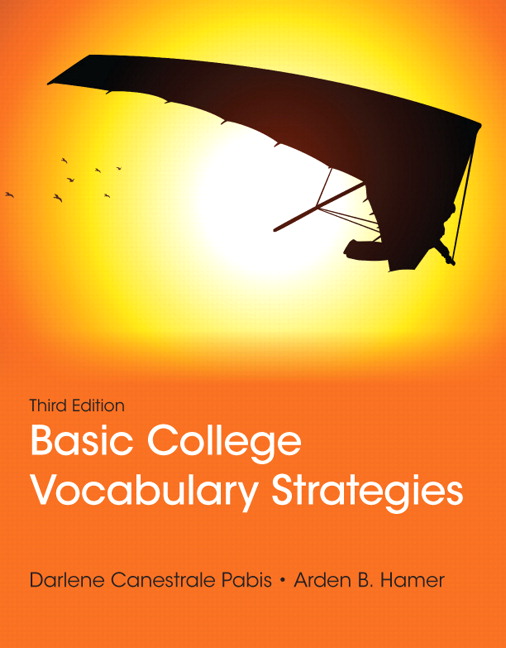 Third Edition
Basic College
Vocabulary Strategies
Darlene Canestrale Pabis • Arden B. Hamer